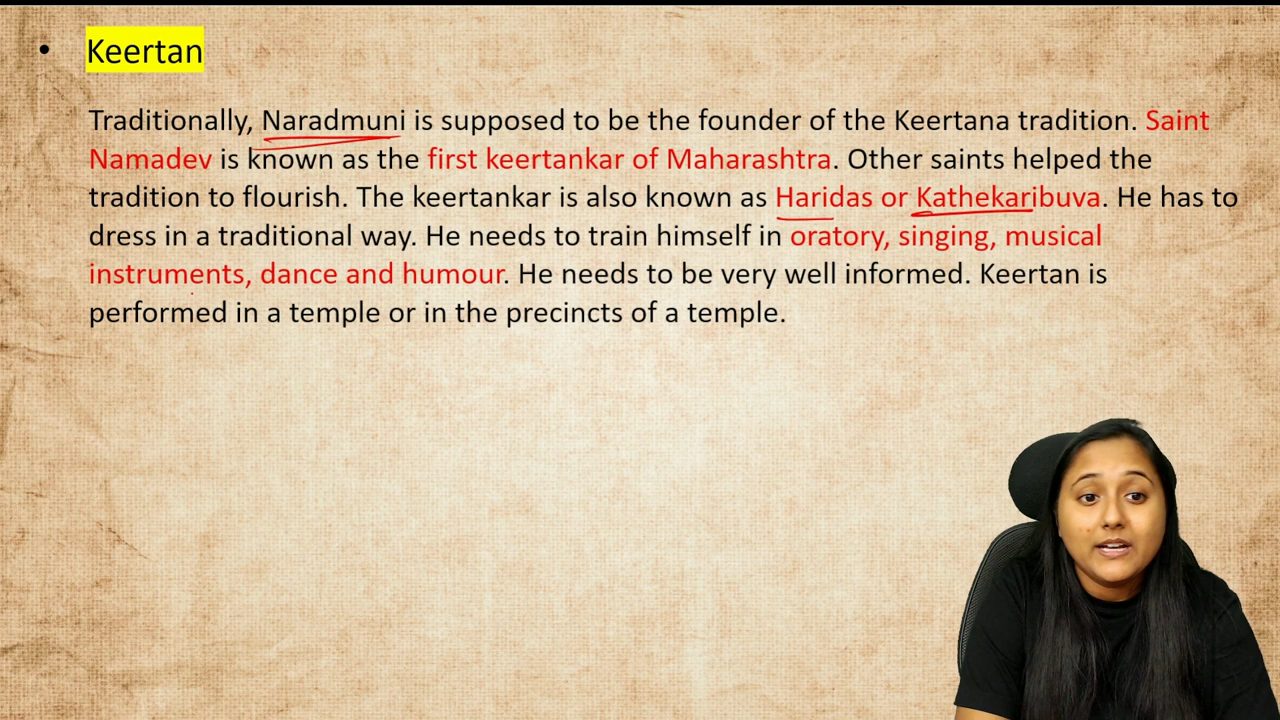 • Keertan
Traditionally, Naradmuni is supposed to be the founder of the Keertana tradition. Saint
Namadev is known as the first keertankar of Maharashtra. Other saints helped the
tradition to flourish. The keertankar is also known as Haridas or Kathekaribuva. He has to
dress in a traditional way. He needs to train himself in oratory, singing, musical
instruments, dance and humour. He needs to be very well informed. Keertan is
performed in a temple or in the precincts of a temple.